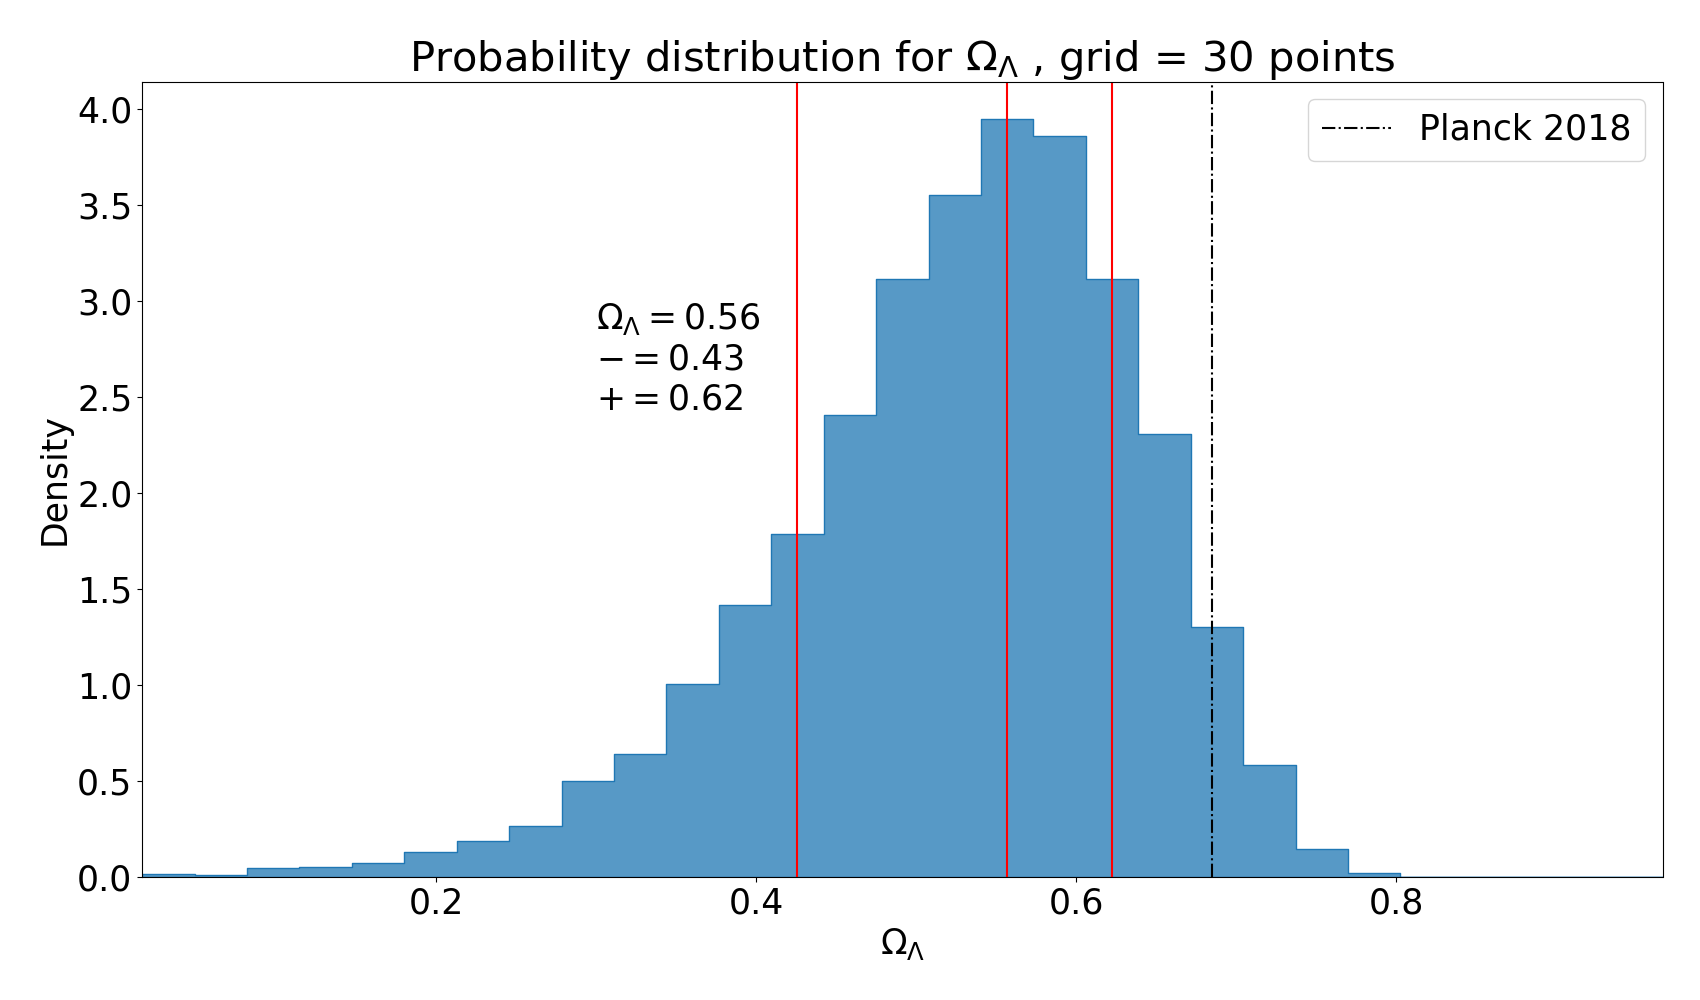 Probability distribution for Ω_Λ , grid = 30 points
Planck 2018
4.0
3.5
3.0
2.5
2.0
1.5
1.0
0.5
0.0
Density
Ω_Λ = 0.56
− = 0.43
+ = 0.62
0.2 0.4 0.6 0.8
Ω_Λ